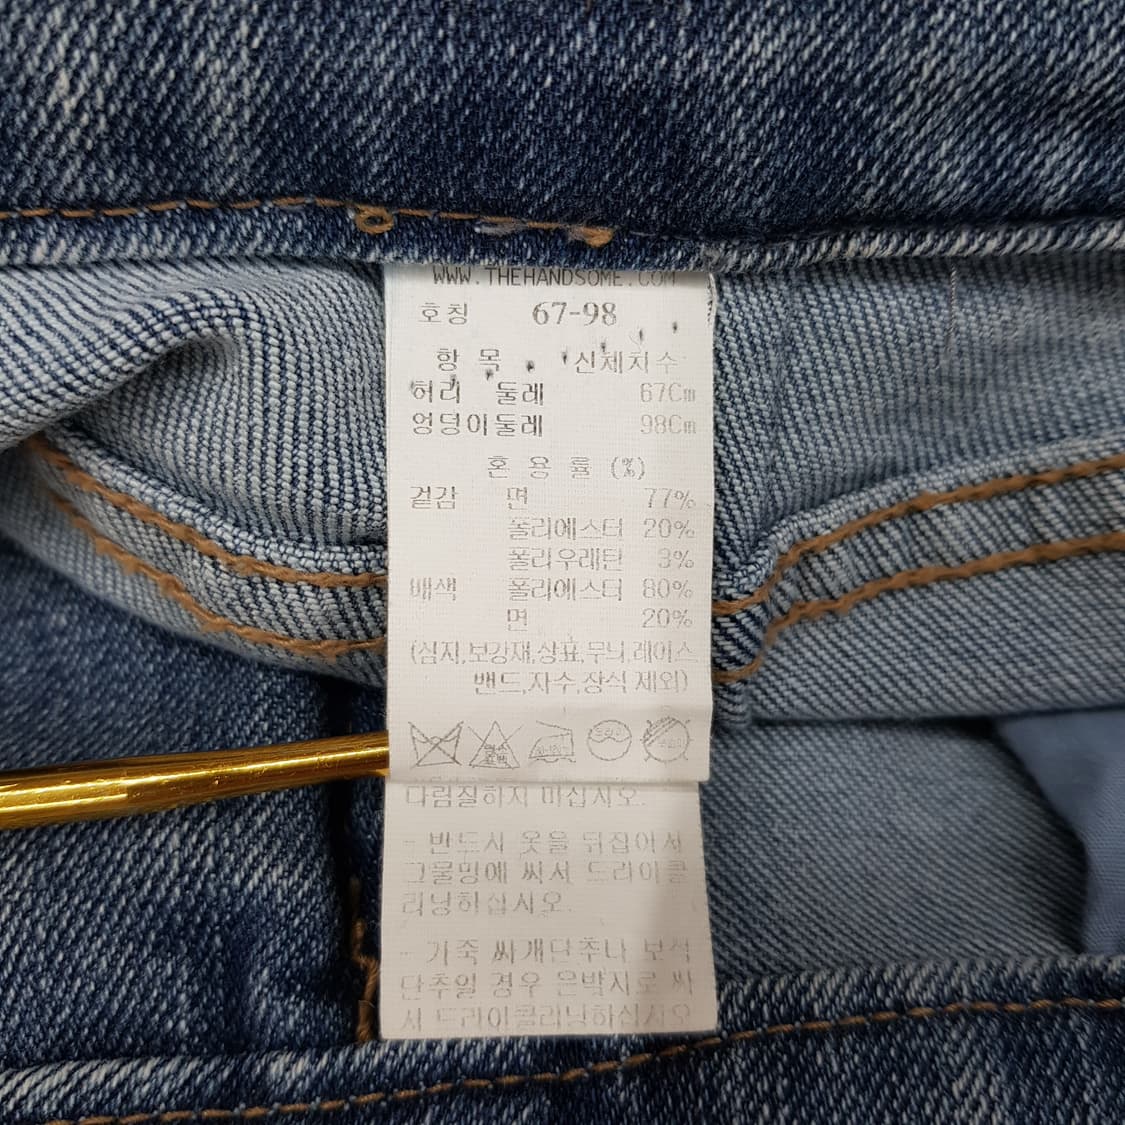 WWW.THEHANDSOME.COM
호칭 67-98
항 목 신체치수
허리 둘레 67Cm
엉덩이둘레 98Cm
혼 용 률 (%)
겉감 면 77%
폴리에스터 20%
폴리우레탄 3%
배색 폴리에스터 80%
면 20%
(심지,보강재,상표,무늬,레이스
밴드,자수,장식 제외)
다림질하지 마십시오.
- 반드시 옷을 뒤집어서
그물망에 싸서 드라이클
리닝하십시오.
- 가죽 싸개단추나 보석
단추일 경우 은박지로 싸
서 드라이클리닝하십시오